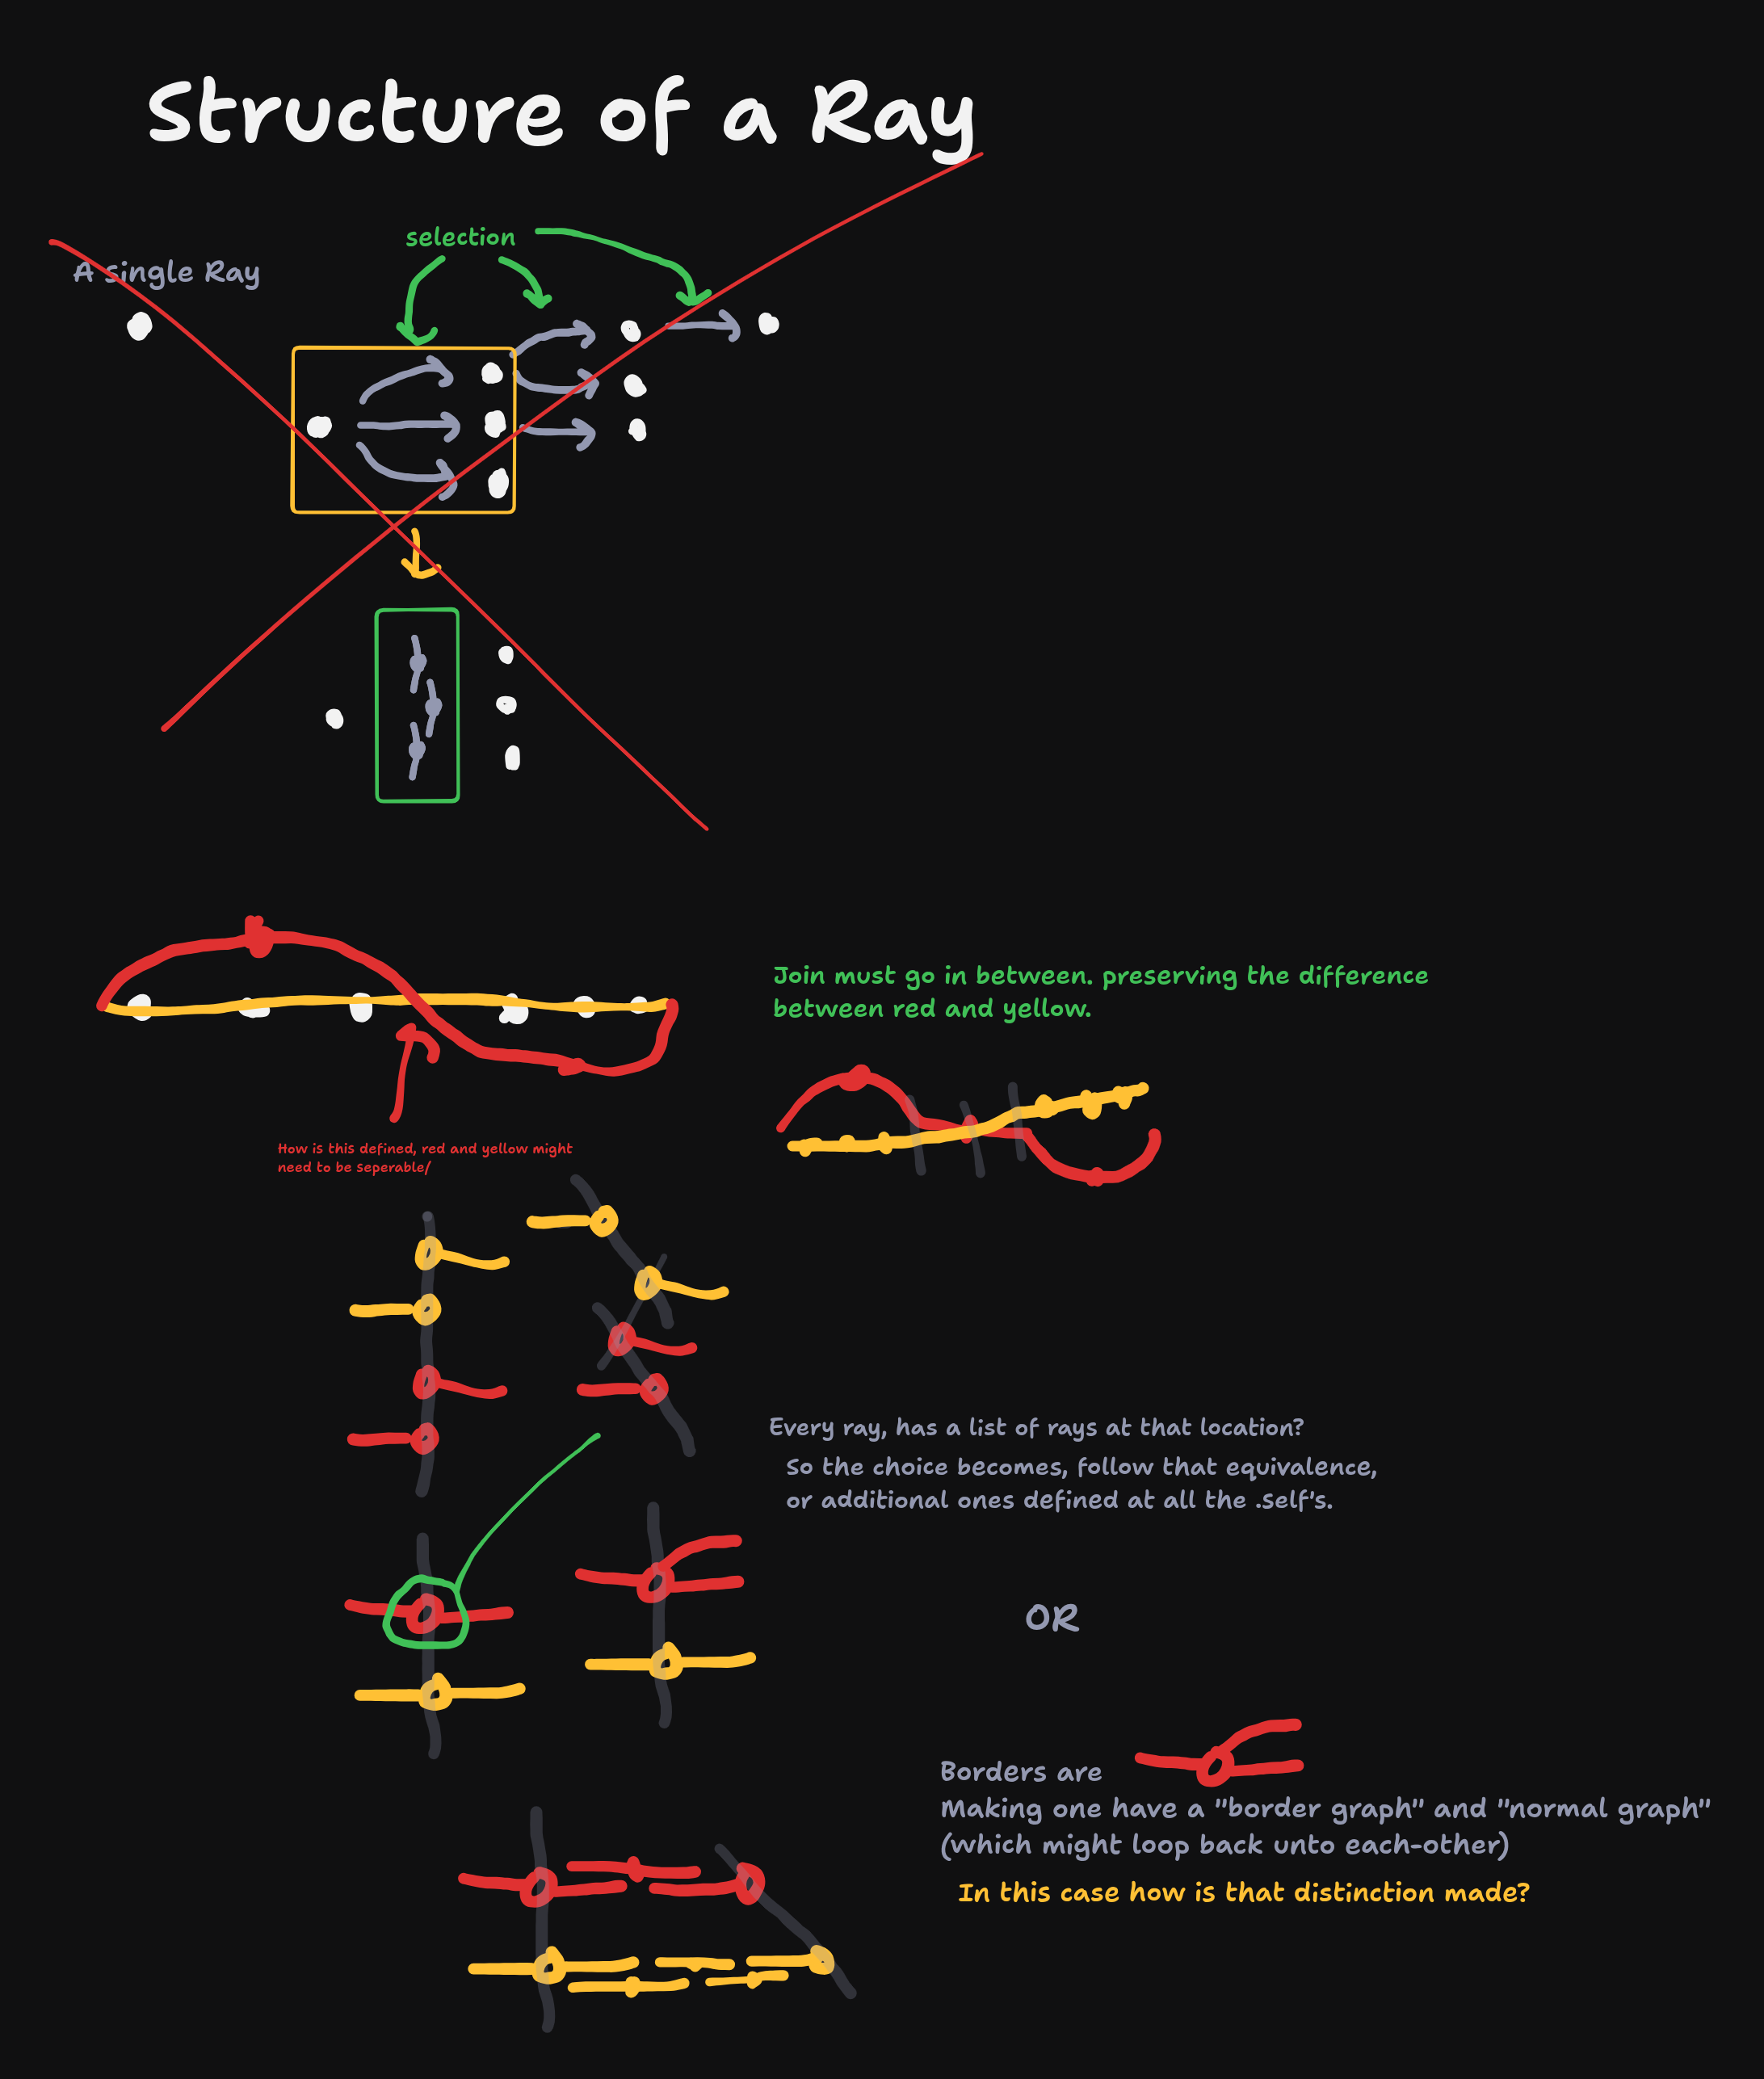 Structure of a Ray
selection
A single Ray
Join must go in between. preserving the difference
between red and yellow.
How is this defined, red and yellow might
need to be seperable/
Every ray, has a list of rays at that location?
So the choice becomes, follow that equivalence,
or additional ones defined at all the .self's.
OR
Borders are
Making one have a "border graph" and "normal graph"
(which might loop back unto each-other)
In this case how is that distinction made?